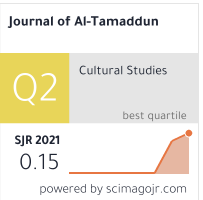 Journal of Al-Tamaddun
Q2
Cultural Studies
best quartile
SJR 2021
0.15
powered by scimagojr.com